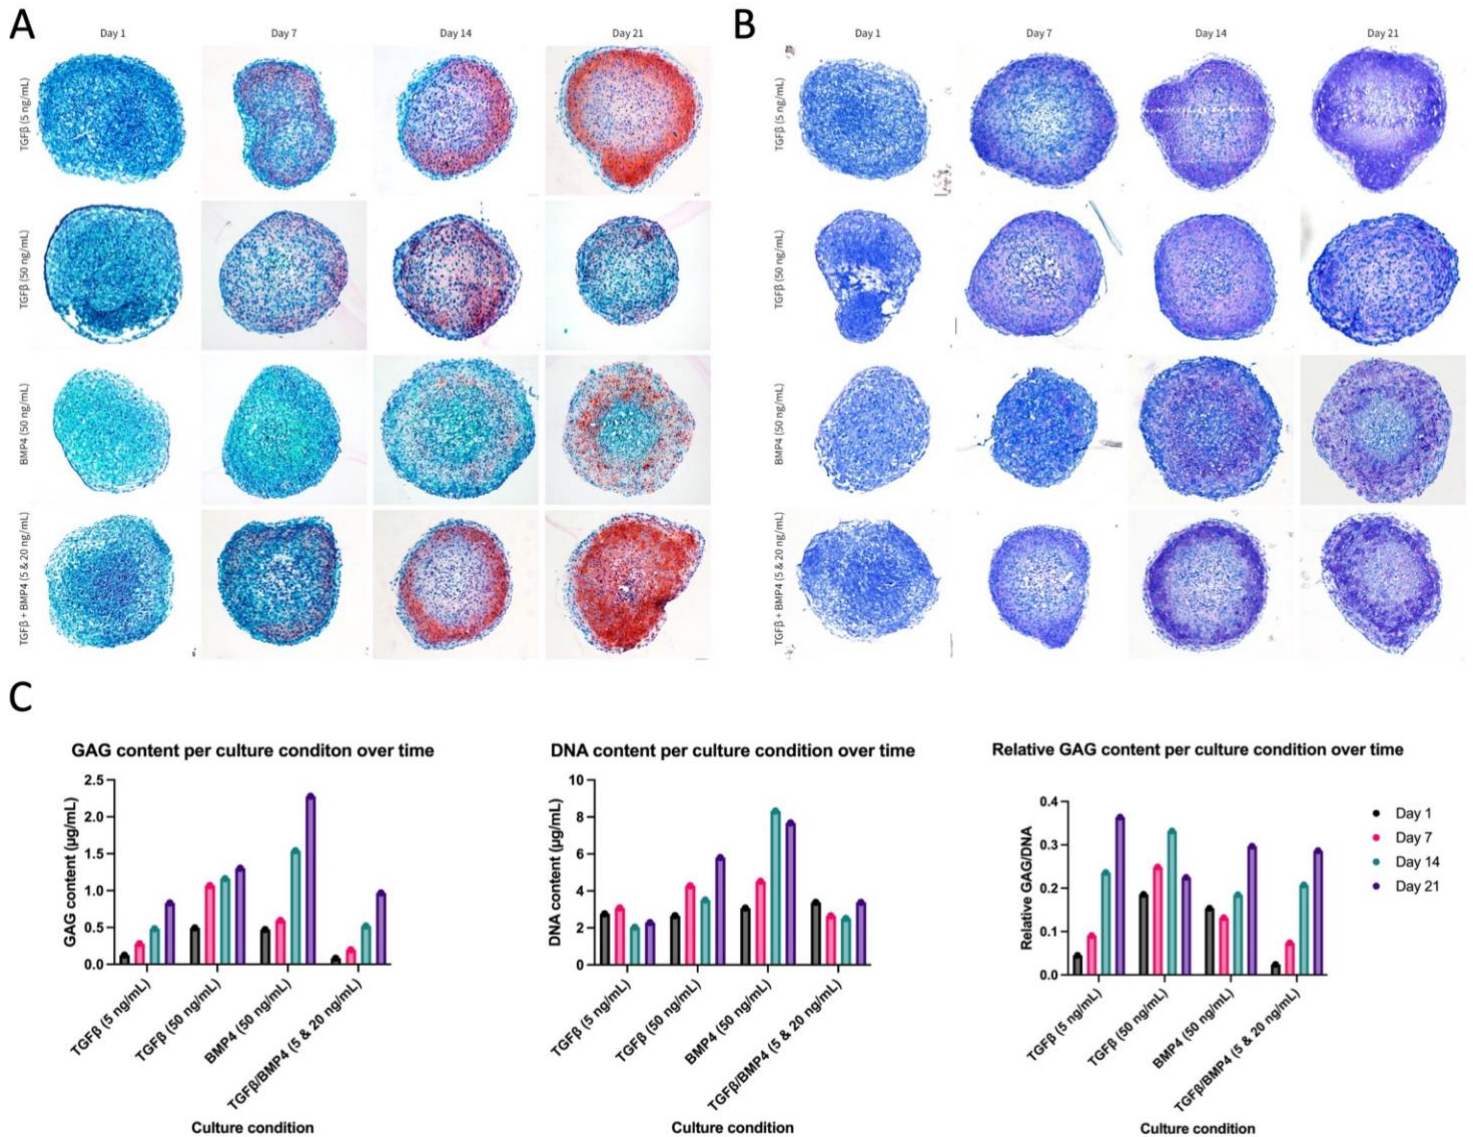 A
Day 1
Day 7
Day 14
Day 21
TGFβ (5 ng/mL)
TGFβ (50 ng/mL)
BMP4 (50 ng/mL)
TGFβ + BMP4 (5 & 20 ng/mL)
B
Day 1
Day 7
Day 14
Day 21
TGFβ (5 ng/mL)
TGFβ (50 ng/mL)
BMP4 (50 ng/mL)
TGFβ + BMP4 (5 & 20 ng/mL)
C
GAG content per culture conditon over time
GAG content (µg/mL)
2.5
2.0
1.5
1.0
0.5
0.0
TGFβ (5 ng/mL)
TGFβ (50 ng/mL)
BMP4 (50 ng/mL)
TGFβ/BMP4 (5 & 20 ng/mL)
Culture condition
DNA content per culture condition over time
DNA content (µg/mL)
10
8
6
4
2
0
TGFβ (5 ng/mL)
TGFβ (50 ng/mL)
BMP4 (50 ng/mL)
TGFβ/BMP4 (5 & 20 ng/mL)
Culture condition
Relative GAG content per culture condition over time
Relative GAG/DNA
0.4
0.3
0.2
0.1
0.0
TGFβ (5 ng/mL)
TGFβ (50 ng/mL)
BMP4 (50 ng/mL)
TGFβ/BMP4 (5 & 20 ng/mL)
Culture condition
Day 1
Day 7
Day 14
Day 21